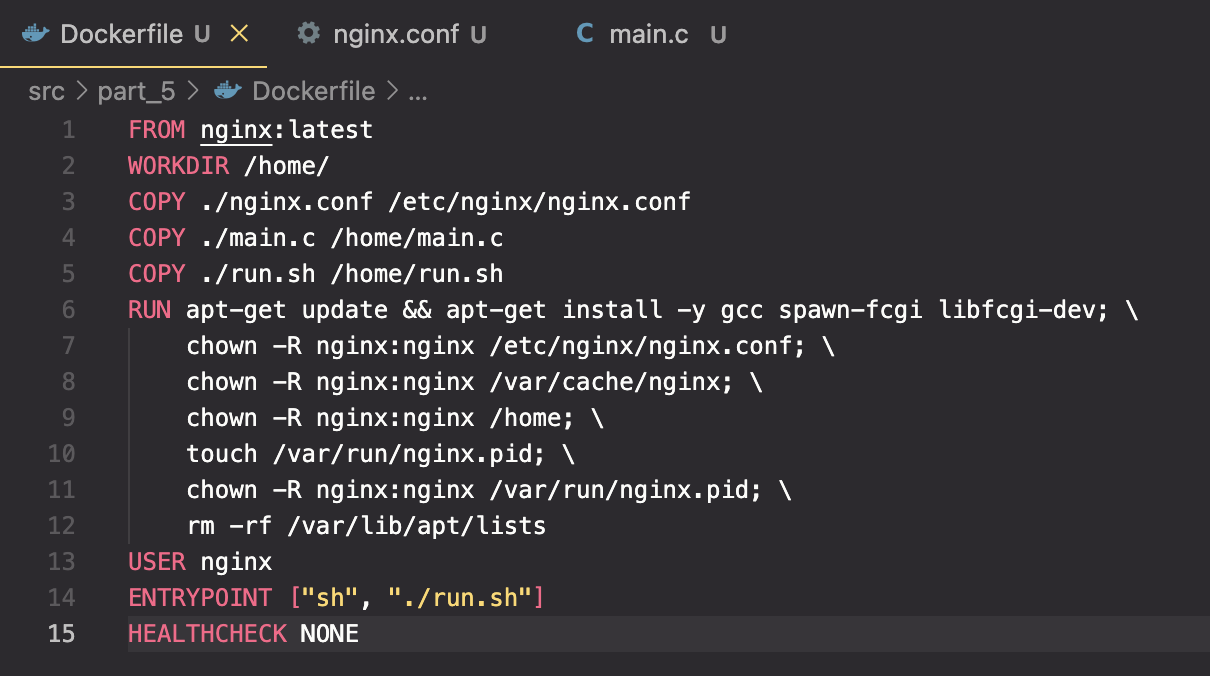 Dockerfile U × nginx.conf U C main.c U
src > part_5 > Dockerfile > ...
1 FROM nginx:latest
2 WORKDIR /home/
3 COPY ./nginx.conf /etc/nginx/nginx.conf
4 COPY ./main.c /home/main.c
5 COPY ./run.sh /home/run.sh
6 RUN apt-get update && apt-get install -y gcc spawn-fcgi libfcgi-dev; \
7 chown -R nginx:nginx /etc/nginx/nginx.conf; \
8 chown -R nginx:nginx /var/cache/nginx; \
9 chown -R nginx:nginx /home; \
10 touch /var/run/nginx.pid; \
11 chown -R nginx:nginx /var/run/nginx.pid; \
12 rm -rf /var/lib/apt/lists
13 USER nginx
14 ENTRYPOINT ["sh", "./run.sh"]
15 HEALTHCHECK NONE